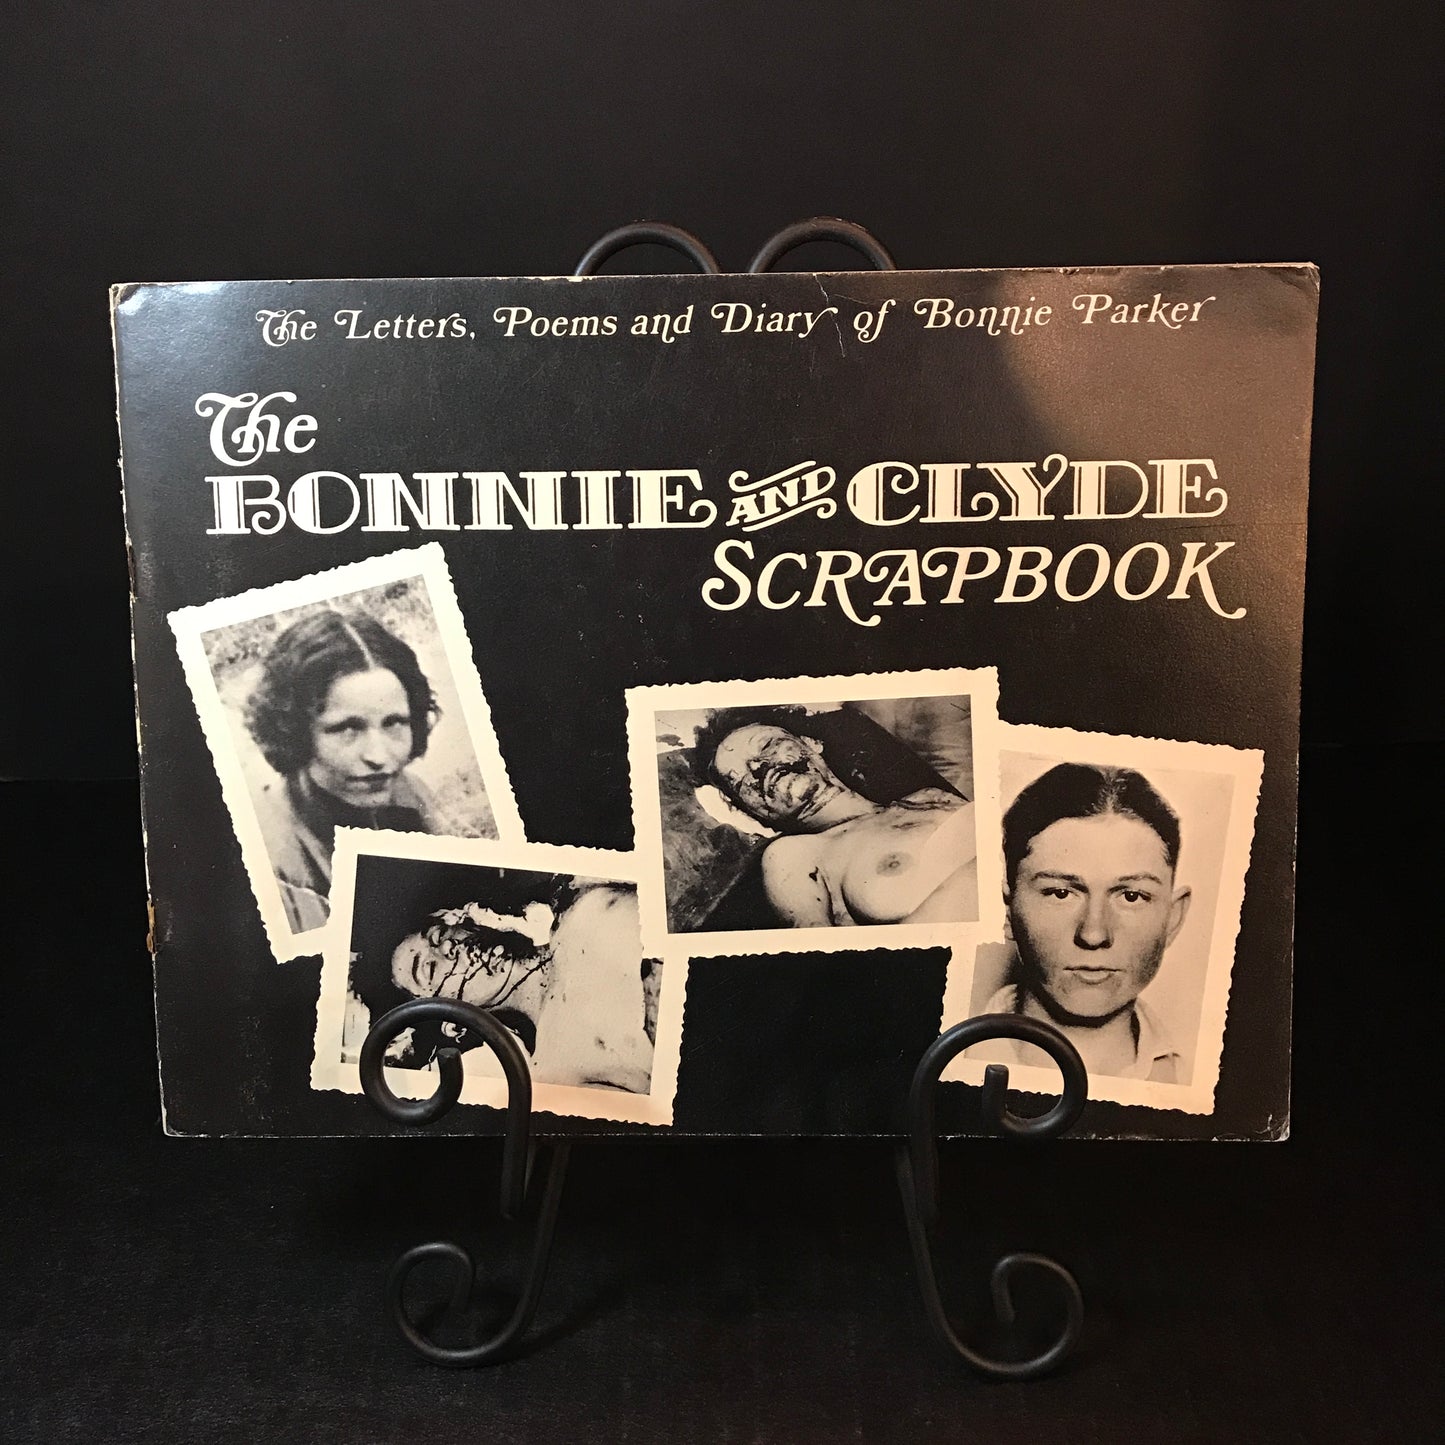 The Letters, Poems and Diary of Bonnie Parker
The
BONNIE AND CLYDE
SCRAPBOOK